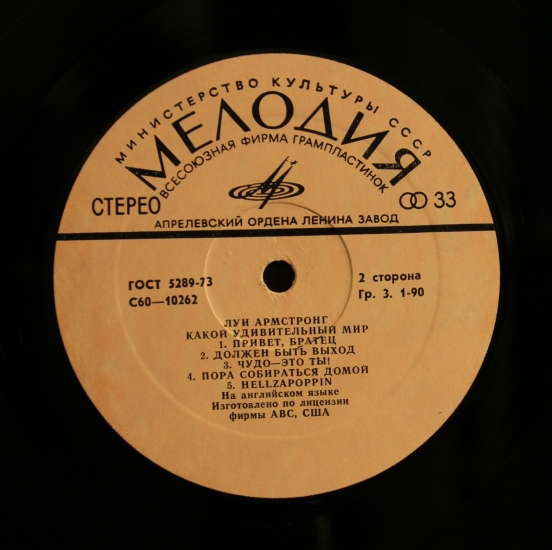 МИНИСТЕРСТВО КУЛЬТУРЫ СССР
МЕЛОДИЯ
ВСЕСОЮЗНАЯ ФИРМА ГРАМПЛАСТИНОК
СТЕРЕО
33
АПРЕЛЕВСКИЙ ОРДЕНА ЛЕНИНА ЗАВОД
ГОСТ 5289-73
С60—10262
2 сторона
Гр. 3. 1-90
ЛУИ АРМСТРОНГ
КАКОЙ УДИВИТЕЛЬНЫЙ МИР
1. ПРИВЕТ, БРАТЕЦ
2. ДОЛЖЕН БЫТЬ ВЫХОД
3. ЧУДО—ЭТО ТЫ!
4. ПОРА СОБИРАТЬСЯ ДОМОЙ
5. HELLZAPOPPIN
На английском языке
Изготовлено по лицензии
фирмы ABC, США